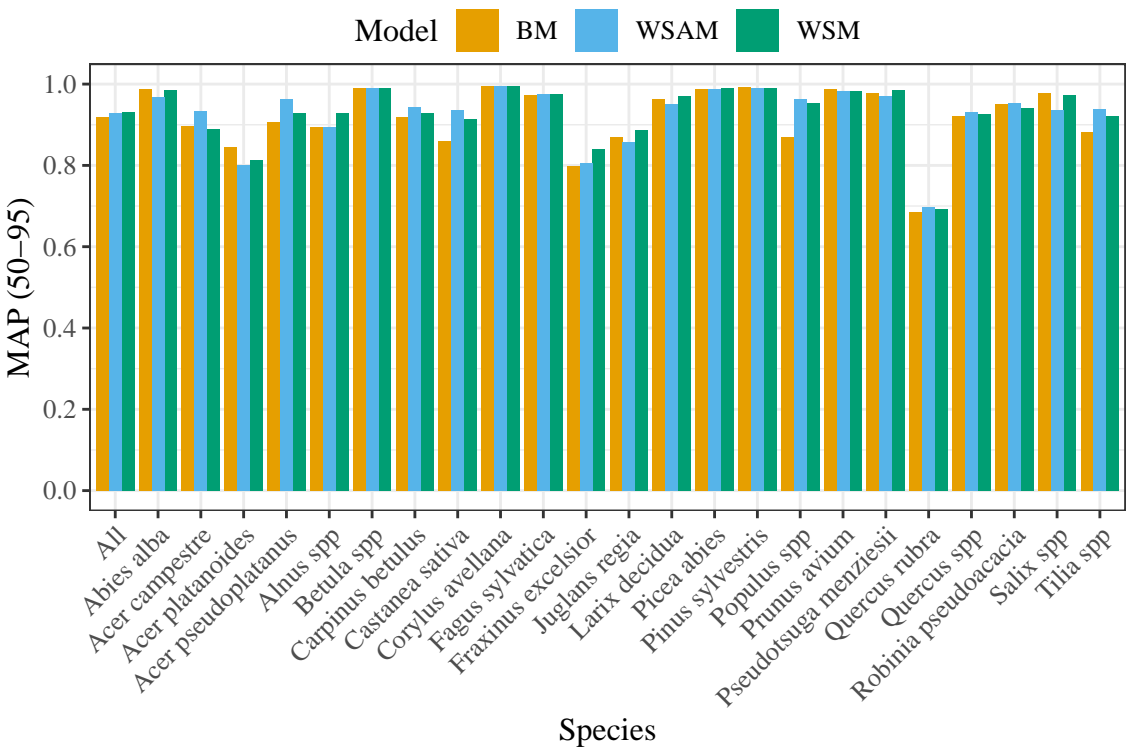 Model BM WSAM WSM
MAP (50–95)
1.0
0.8
0.6
0.4
0.2
0.0
All
Abies alba
Acer campestre
Acer platanoides
Acer pseudoplatanus
Alnus spp
Betula spp
Carpinus betulus
Castanea sativa
Corylus avellana
Fagus sylvatica
Fraxinus excelsior
Juglans regia
Larix decidua
Picea abies
Pinus sylvestris
Populus spp
Prunus avium
Pseudotsuga menziesii
Quercus rubra
Quercus spp
Robinia pseudoacacia
Salix spp
Tilia spp
Species